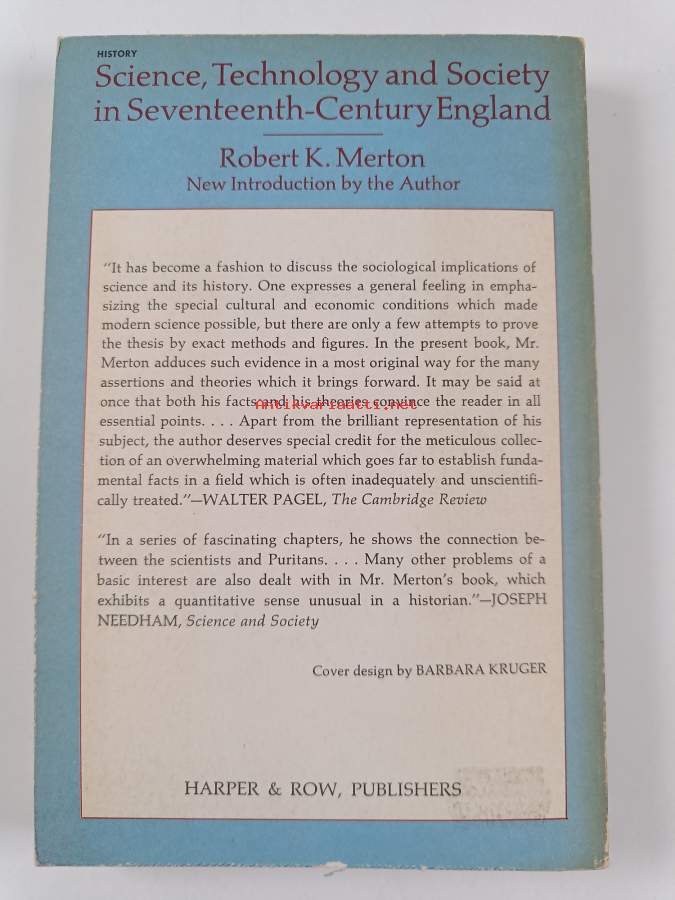 HISTORY
Science, Technology and Society
in Seventeenth-Century England
Robert K. Merton
New Introduction by the Author
"It has become a fashion to discuss the sociological implications of
science and its history. One expresses a general feeling in empha-
sizing the special cultural and economic conditions which made
modern science possible, but there are only a few attempts to prove
the thesis by exact methods and figures. In the present book, Mr.
Merton adduces such evidence in a most original way for the many
assertions and theories which it brings forward. It may be said at
once that both his facts and his theories convince the reader in all
Antikvariaatti.net
essential points. . . . Apart from the brilliant representation of his
subject, the author deserves special credit for the meticulous collec-
tion of an overwhelming material which goes far to establish funda-
mental facts in a field which is often inadequately and unscientifi-
cally treated."—WALTER PAGEL, The Cambridge Review
"In a series of fascinating chapters, he shows the connection be-
tween the scientists and Puritans. . . . Many other problems of a
basic interest are also dealt with in Mr. Merton's book, which
exhibits a quantitative sense unusual in a historian."—JOSEPH
NEEDHAM, Science and Society
Cover design by BARBARA KRUGER
HARPER & ROW, PUBLISHERS